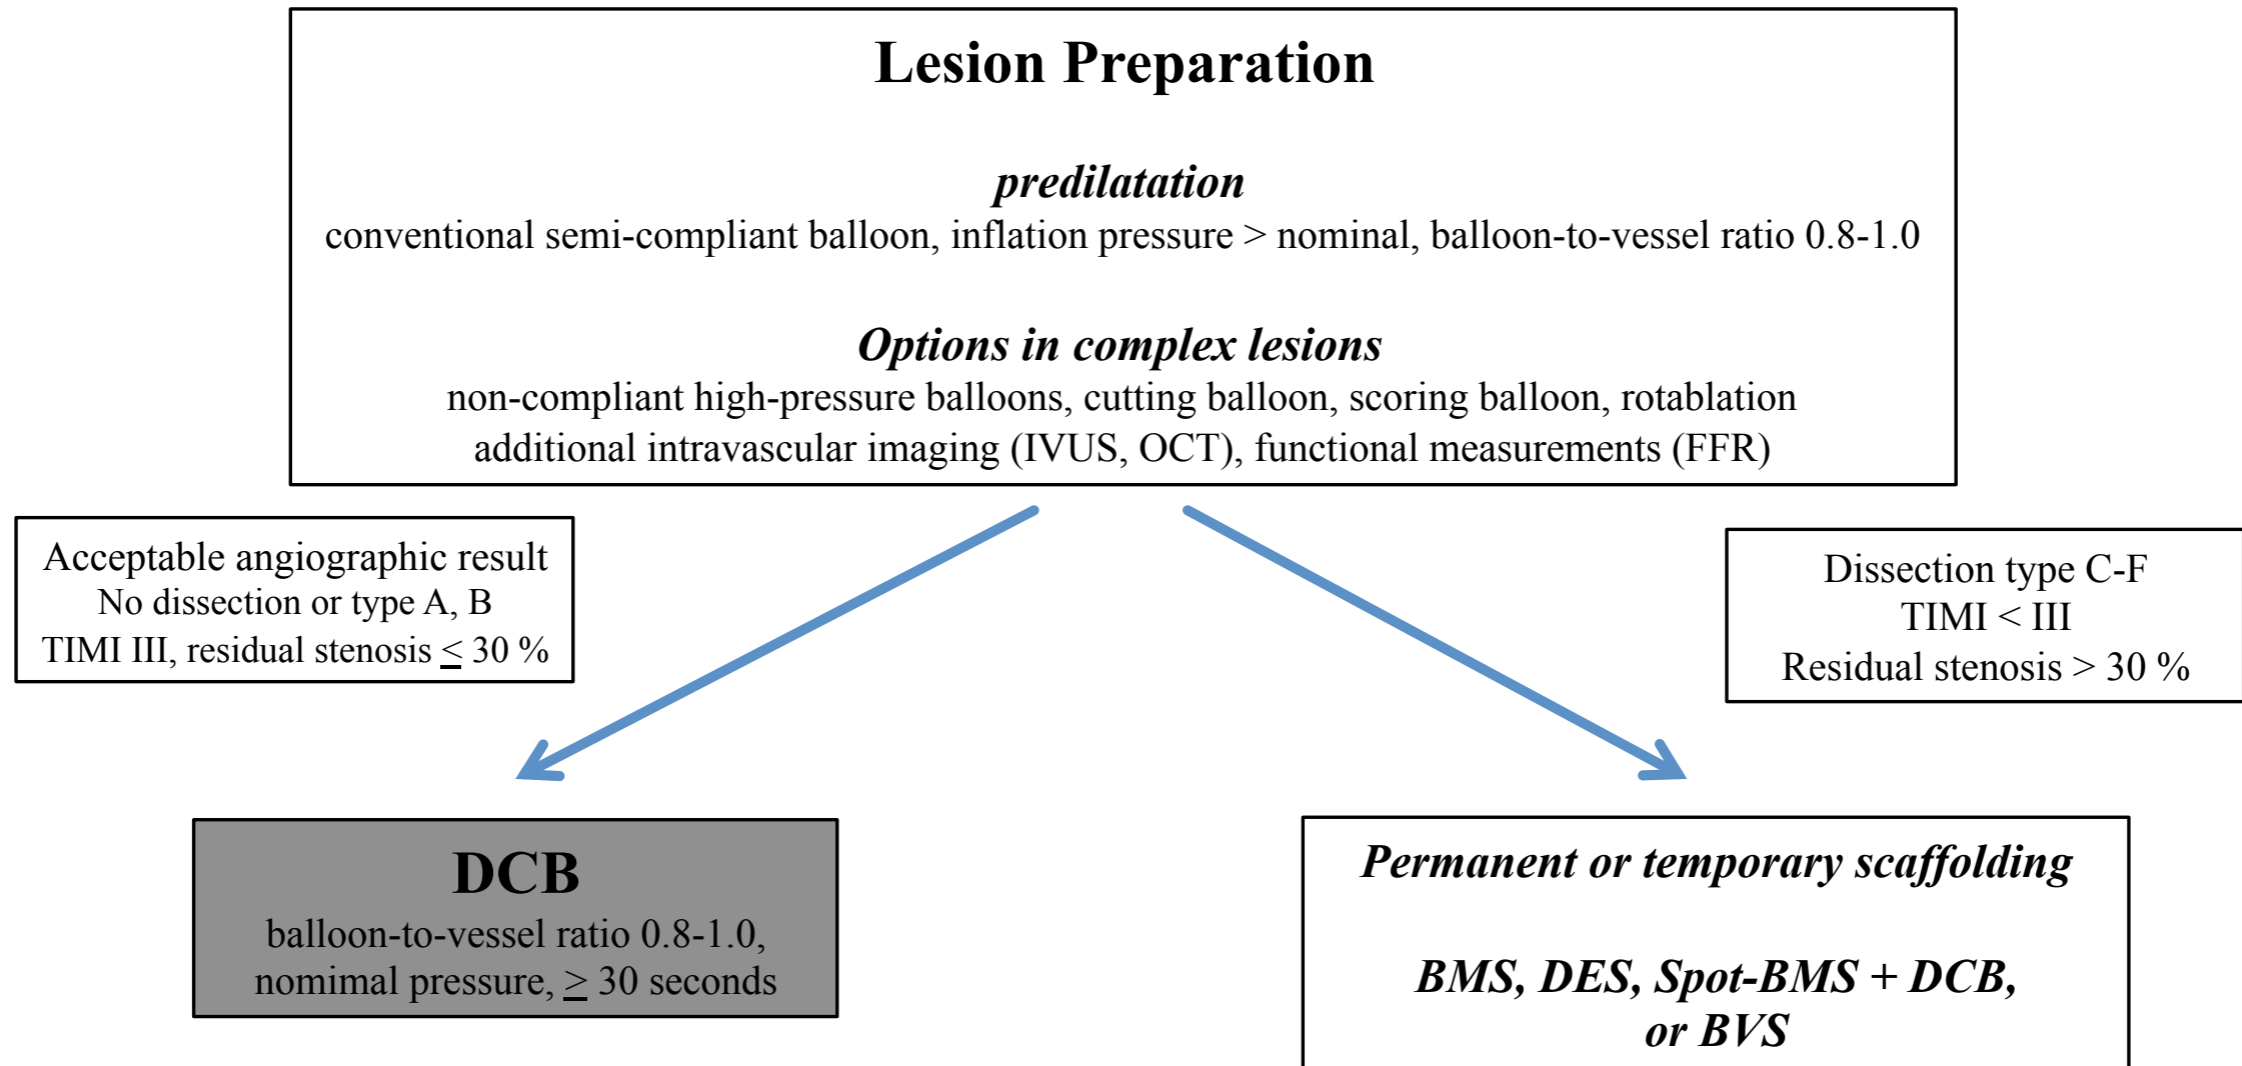 Lesion Preparation
predilatation
conventional semi-compliant balloon, inflation pressure > nominal, balloon-to-vessel ratio 0.8-1.0
Options in complex lesions
non-compliant high-pressure balloons, cutting balloon, scoring balloon, rotablation
additional intravascular imaging (IVUS, OCT), functional measurements (FFR)
Acceptable angiographic result
No dissection or type A, B
TIMI III, residual stenosis ≤ 30 %
Dissection type C-F
TIMI < III
Residual stenosis > 30 %
DCB
balloon-to-vessel ratio 0.8-1.0,
nomimal pressure, ≥ 30 seconds
Permanent or temporary scaffolding
BMS, DES, Spot-BMS + DCB,
or BVS